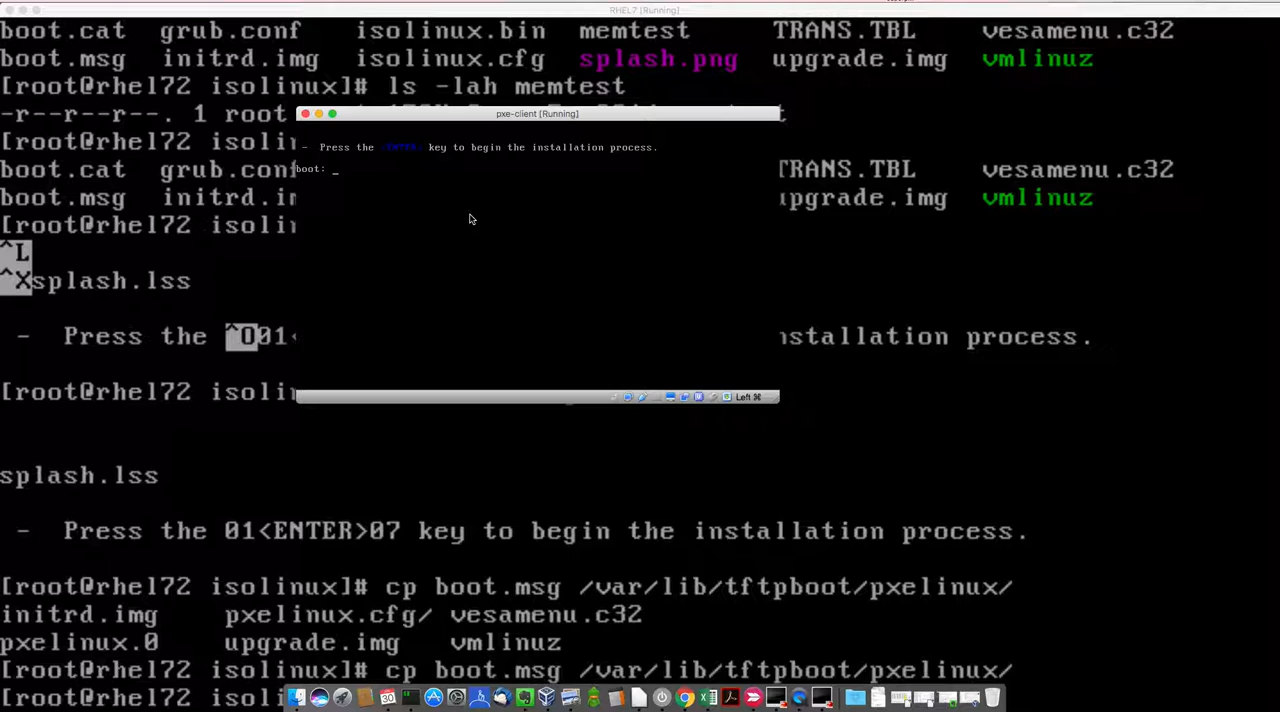 RHEL7 [Running]
boot.cat grub.conf isolinux.bin memtest TRANS.TBL vesamenu.c32
boot.msg initrd.img isolinux.cfg splash.png upgrade.img vmlinuz
[root@rhel72 isolinux]# ls -lah memtest
-r--r--r--. 1 root
pxe-client [Running]
- Press the <ENTER> key to begin the installation process.
boot: _
[root@rhel72 isolin
boot.cat grub.conf TRANS.TBL vesamenu.c32
boot.msg initrd.i upgrade.img vmlinuz
[root@rhel72 isolin
^L
^Xsplash.lss
- Press the ^O01< nstallation process.
[root@rhel72 isolin
Left ⌘
splash.lss
- Press the 01<ENTER>07 key to begin the installation process.
[root@rhel72 isolinux]# cp boot.msg /var/lib/tftpboot/pxelinux/
initrd.img pxelinux.cfg/ vesamenu.c32
pxelinux.0 upgrade.img vmlinuz
[root@rhel72 isolinux]# cp boot.msg /var/lib/tftpboot/pxelinux/
[root@rhel72 isolin
30